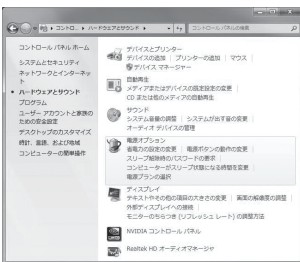 コントロ... ▸ ハードウェアとサウンド ▸
コントロール パネルの検索
コントロール パネル ホーム
システムとセキュリティ
ネットワークとインターネット
ハードウェアとサウンド
プログラム
ユーザー アカウントと家族のための安全設定
デスクトップのカスタマイズ
時計、言語、および地域
コンピューターの簡単操作
デバイスとプリンター
デバイスの追加 | プリンターの追加 | マウス
デバイス マネージャー
自動再生
メディアまたはデバイスの既定設定の変更
CD または他のメディアの自動再生
サウンド
システム音量の調整 | システムが出す音の変更
オーディオ デバイスの管理
電源オプション
省電力の設定の変更 | 電源ボタンの動作の変更
スリープ解除時のパスワードの要求
コンピューターがスリープ状態になる時間を変更
電源プランの選択
ディスプレイ
テキストやその他の項目の大きさの変更 | 画面の解像度の調整
外部ディスプレイへの接続
モニターのちらつき (リフレッシュ レート) の調整方法
NVIDIA コントロール パネル
Realtek HD オーディオマネージャ